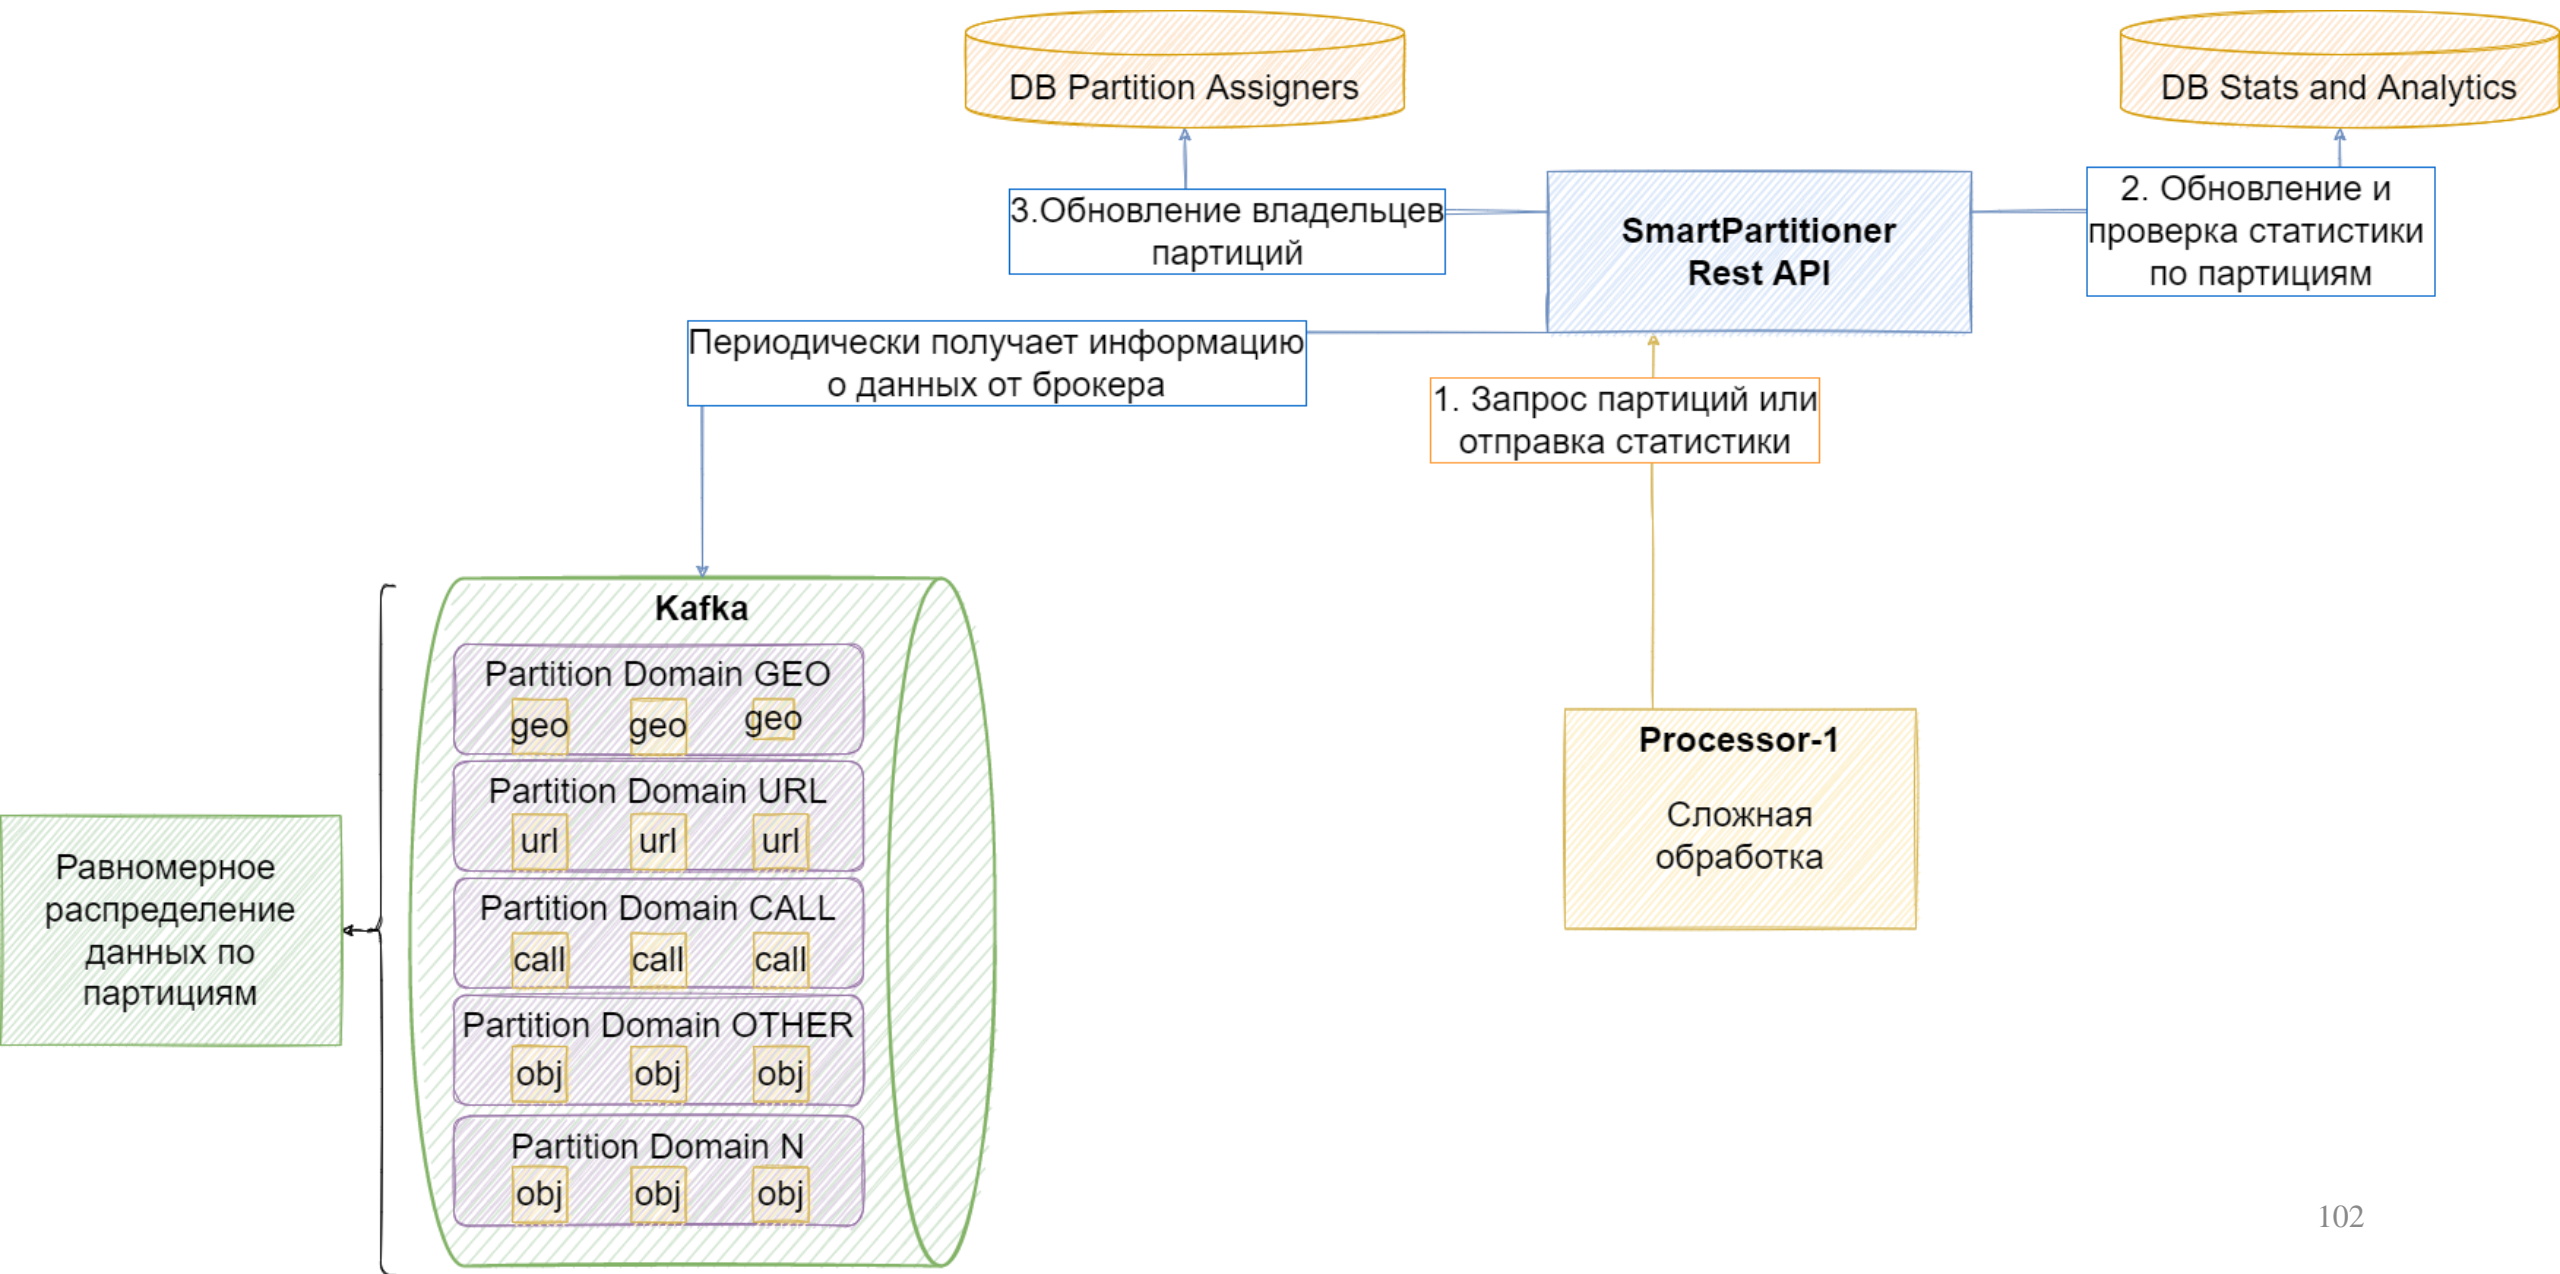 DB Partition Assigners
DB Stats and Analytics
3.Обновление владельцев
партиций
SmartPartitioner
Rest API
2. Обновление и
проверка статистики
по партициям
Периодически получает информацию
о данных от брокера
1. Запрос партиций или
отправка статистики
Kafka
Partition Domain GEO
geo geo geo
Partition Domain URL
url url url
Partition Domain CALL
call call call
Partition Domain OTHER
obj obj obj
Partition Domain N
obj obj obj
Равномерное
распределение
данных по
партициям
Processor-1
Сложная
обработка
102